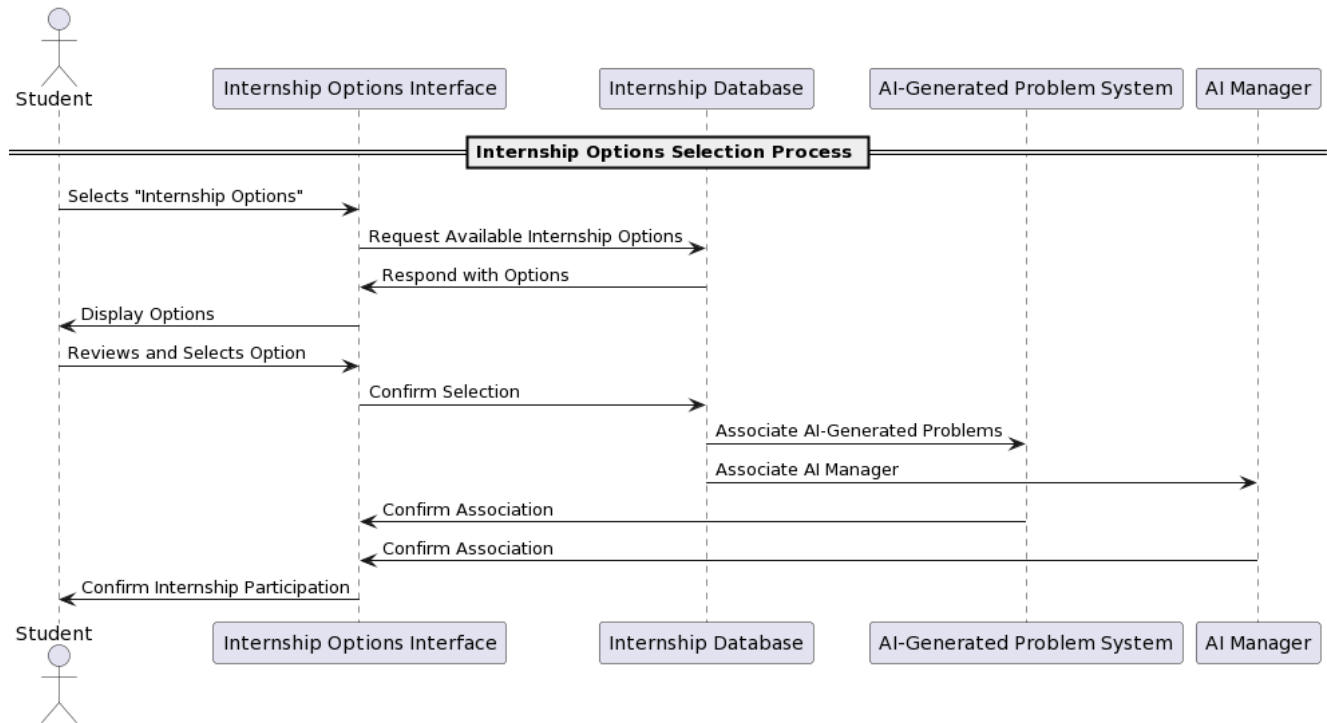 Student
Internship Options Interface
Internship Database
AI-Generated Problem System
AI Manager
Internship Options Selection Process
Selects "Internship Options"
Request Available Internship Options
Respond with Options
Display Options
Reviews and Selects Option
Confirm Selection
Associate AI-Generated Problems
Associate AI Manager
Confirm Association
Confirm Association
Confirm Internship Participation
Student
Internship Options Interface
Internship Database
AI-Generated Problem System
AI Manager